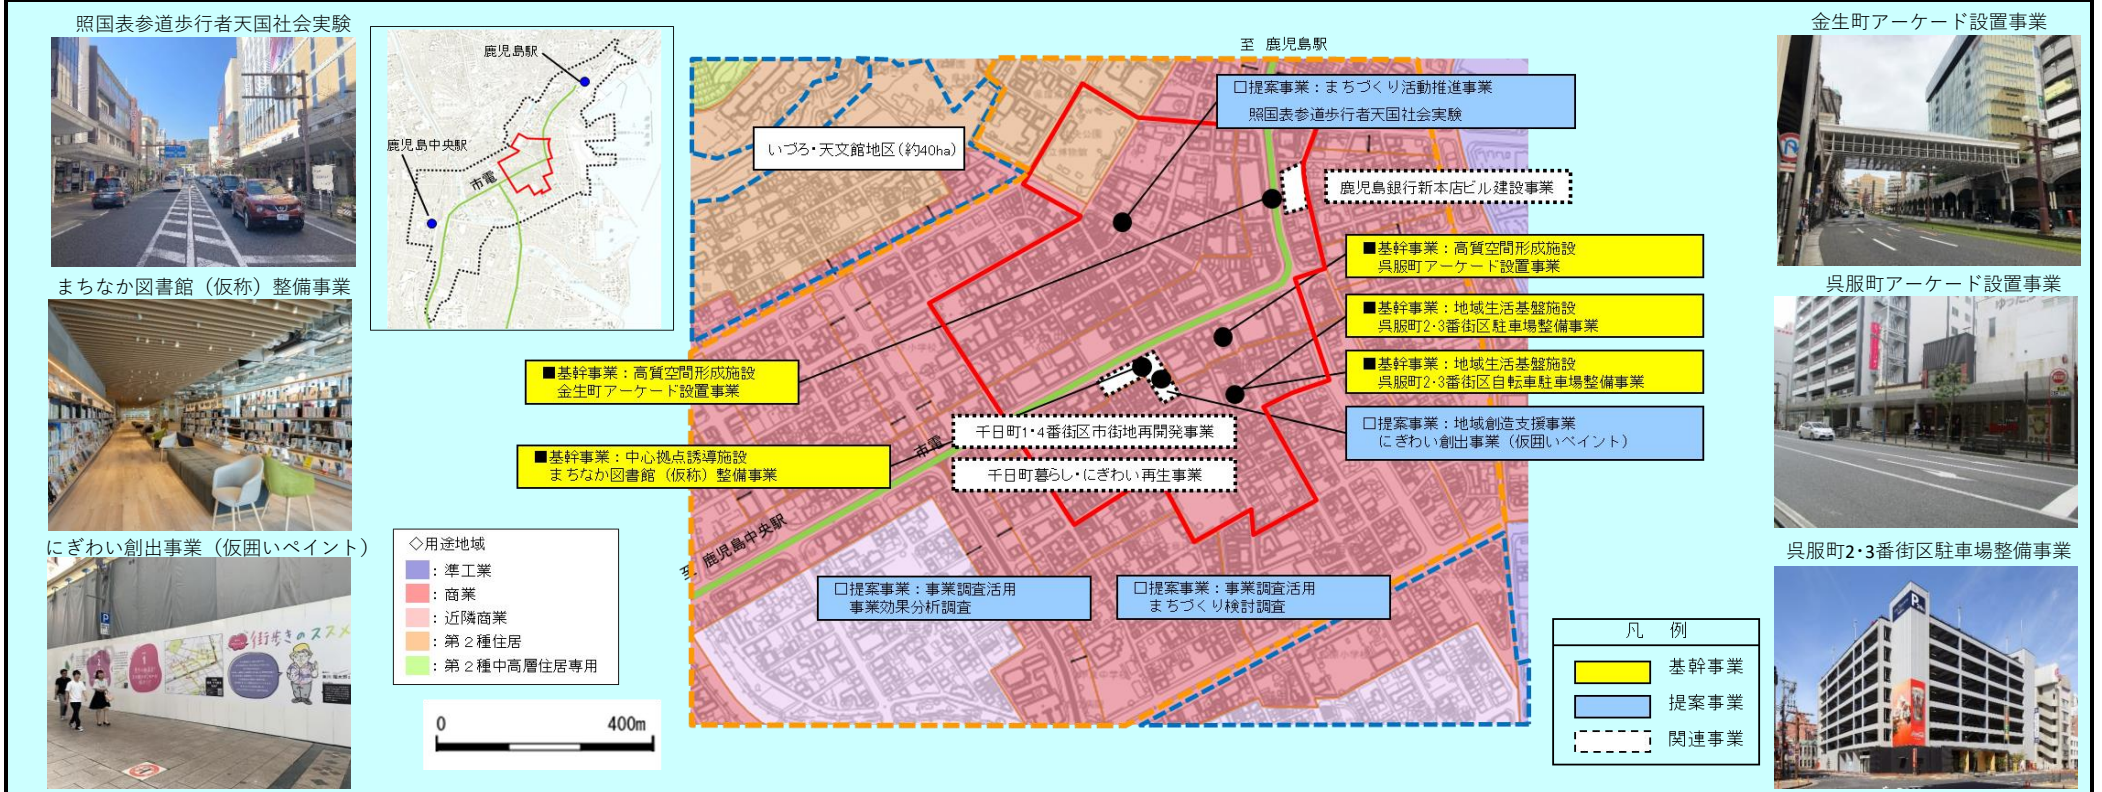 照国表参道歩行者天国社会実験
まちなか図書館（仮称）整備事業
にぎわい創出事業（仮囲いペイント）
街歩きのススメ
鹿児島駅
鹿児島中央駅
市電
◇用途地域
：準工業
：商業
：近隣商業
：第２種住居
：第２種中高層住居専用
0
400m
至 鹿児島駅
いづろ・天文館地区（約40ha）
□提案事業：まちづくり活動推進事業
照国表参道歩行者天国社会実験
鹿児島銀行新本店ビル建設事業
■基幹事業：高質空間形成施設
呉服町アーケード設置事業
■基幹事業：地域生活基盤施設
呉服町2・3番街区駐車場整備事業
■基幹事業：地域生活基盤施設
呉服町2・3番街区自転車駐車場整備事業
□提案事業：地域創造支援事業
にぎわい創出事業（仮囲いペイント）
■基幹事業：高質空間形成施設
金生町アーケード設置事業
■基幹事業：中心拠点誘導施設
まちなか図書館（仮称）整備事業
千日町1・4番街区市街地再開発事業
千日町暮らし・にぎわい再生事業
市電
至 鹿児島中央駅
□提案事業：事業調査活用
事業効果分析調査
□提案事業：事業調査活用
まちづくり検討調査
凡　例
基幹事業
提案事業
関連事業
金生町アーケード設置事業
呉服町アーケード設置事業
呉服町2・3番街区駐車場整備事業
P